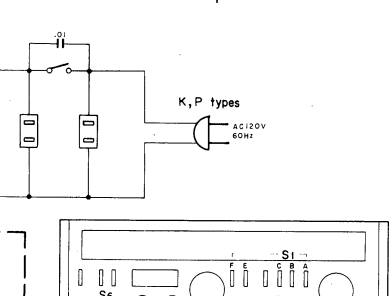 .01
K,P types
AC120V
60Hz
S1
F E C B A
S6